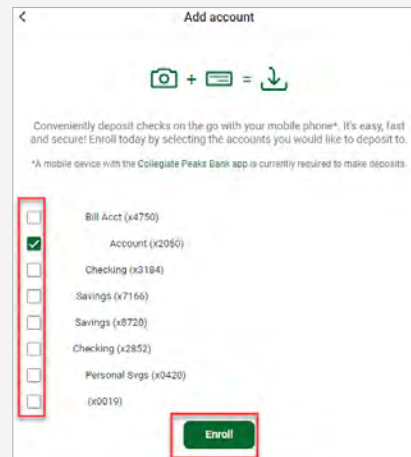 Add account
Conveniently deposit checks on the go with your mobile phone*. It's easy, fast
and secure! Enroll today by selecting the accounts you would like to deposit to.
*A mobile device with the Collegiate Peaks Bank app is currently required to make deposits.
Bill Acct (x4750)
Account (x2060)
Checking (x3184)
Savings (x7166)
Savings (x8720)
Checking (x2852)
Personal Svgs (x0420)
(x0019)
Enroll